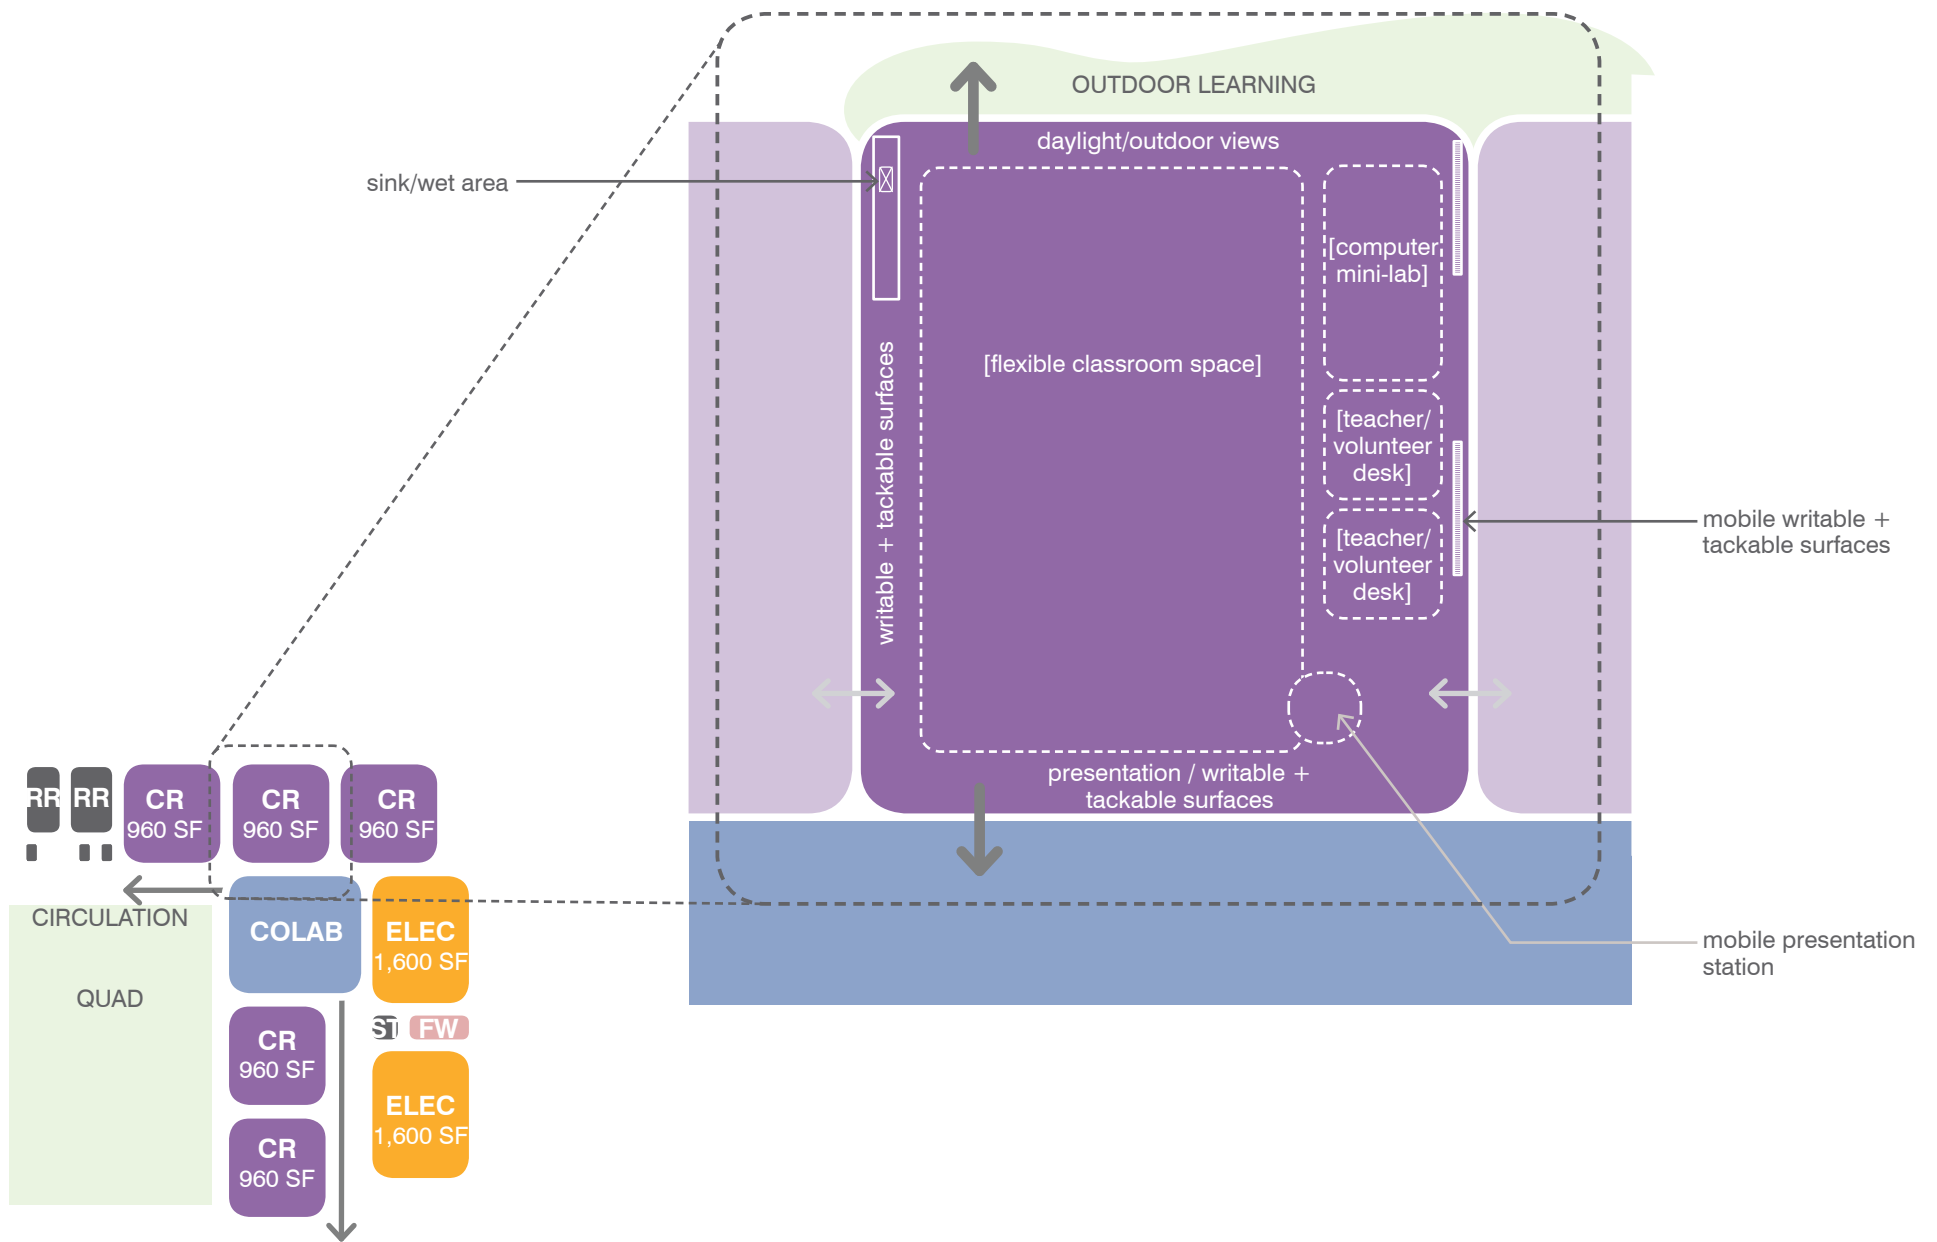 OUTDOOR LEARNING
daylight/outdoor views
sink/wet area
[computer
mini-lab]
[flexible classroom space]
writable + tackable surfaces
[teacher/
volunteer
desk]
[teacher/
volunteer
desk]
mobile writable +
tackable surfaces
presentation / writable +
tackable surfaces
mobile presentation
station
RR
RR
CR
960 SF
CR
960 SF
CR
960 SF
CIRCULATION
COLAB
ELEC
1,600 SF
QUAD
ST
FW
CR
960 SF
ELEC
1,600 SF
CR
960 SF